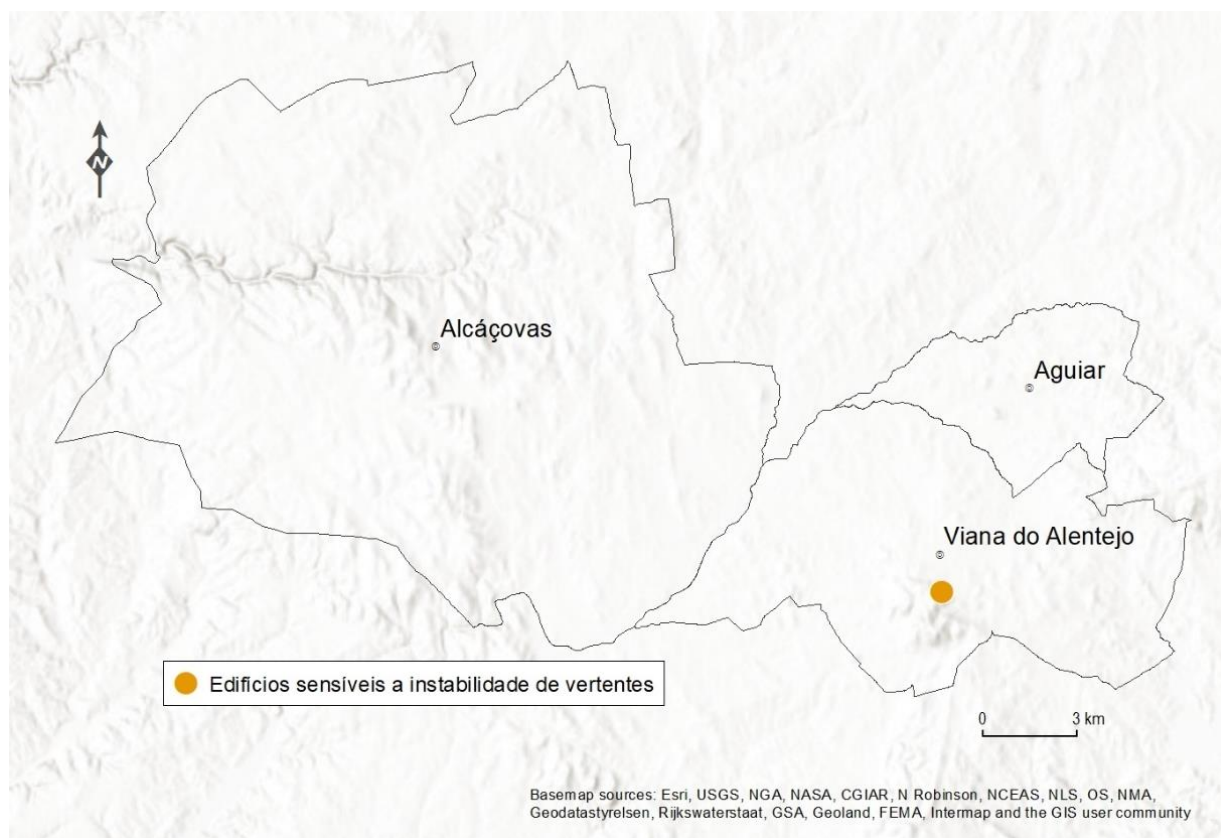 N
Alcáçovas
Aguiar
Viana do Alentejo
Edifícios sensíveis a instabilidade de vertentes
0 3 km
Basemap sources: Esri, USGS, NGA, NASA, CGIAR, N Robinson, NCEAS, NLS, OS, NMA,
Geodatastyrelsen, Rijkswaterstaat, GSA, Geoland, FEMA, Intermap and the GIS user community